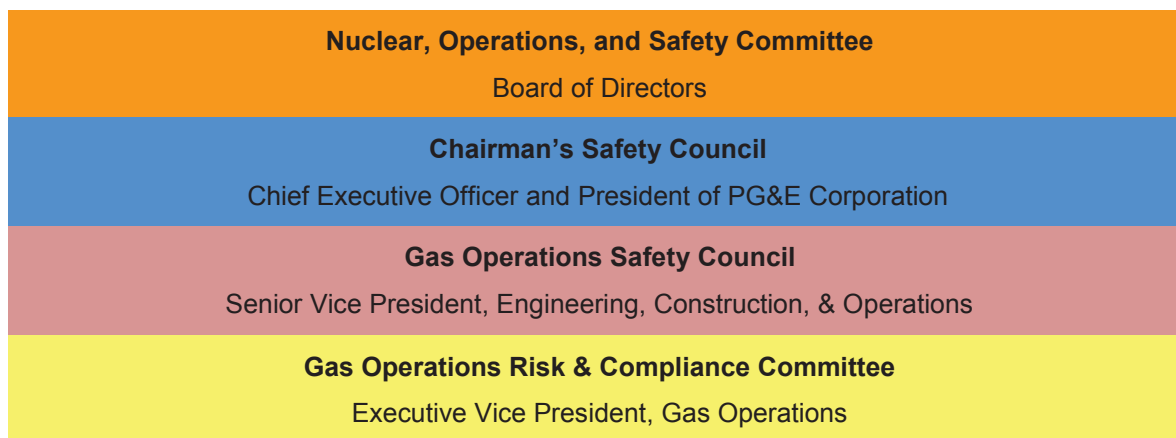 Nuclear, Operations, and Safety Committee
Board of Directors
Chairman’s Safety Council
Chief Executive Officer and President of PG&E Corporation
Gas Operations Safety Council
Senior Vice President, Engineering, Construction, & Operations
Gas Operations Risk & Compliance Committee
Executive Vice President, Gas Operations